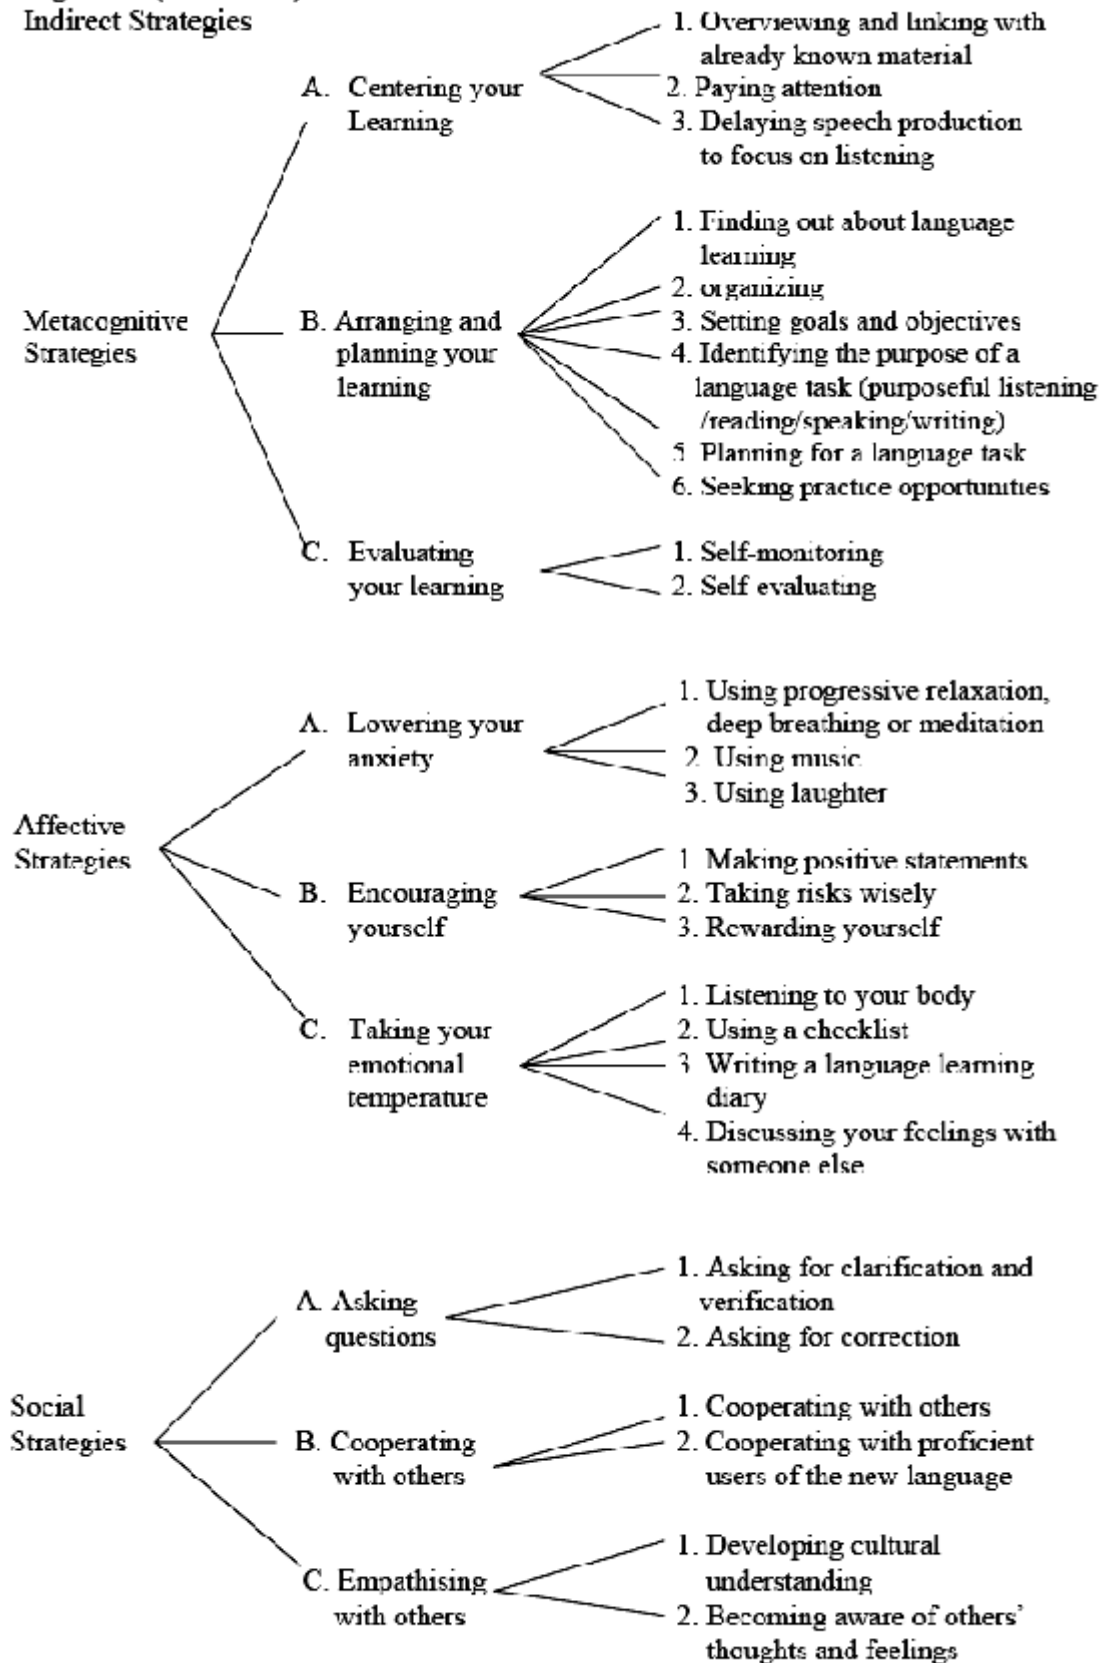 Indirect Strategies
1. Overviewing and linking with
already known material
A. Centering your
Learning
2. Paying attention
3. Delaying speech production
to focus on listening
Metacognitive
Strategies
B. Arranging and
planning your
learning
1. Finding out about language
learning
2. organizing
3. Setting goals and objectives
4. Identifying the purpose of a
language task (purposeful listening
/reading/speaking/writing)
5 Planning for a language task
6. Seeking practice opportunities
C. Evaluating
your learning
1. Self-monitoring
2. Self evaluating
Affective
Strategies
A. Lowering your
anxiety
1. Using progressive relaxation,
deep breathing or meditation
2 Using music
3. Using laughter
B. Encouraging
yourself
1 Making positive statements
2. Taking risks wisely
3. Rewarding yourself
C. Taking your
emotional
temperature
1. Listening to your body
2. Using a checklist
3 Writing a language learning
diary
4. Discussing your feelings with
someone else
Social
Strategies
A. Asking
questions
1. Asking for clarification and
verification
2. Asking for correction
B. Cooperating
with others
1. Cooperating with others
2. Cooperating with proficient
users of the new language
C. Empathising
with others
1. Developing cultural
understanding
2. Becoming aware of others'
thoughts and feelings